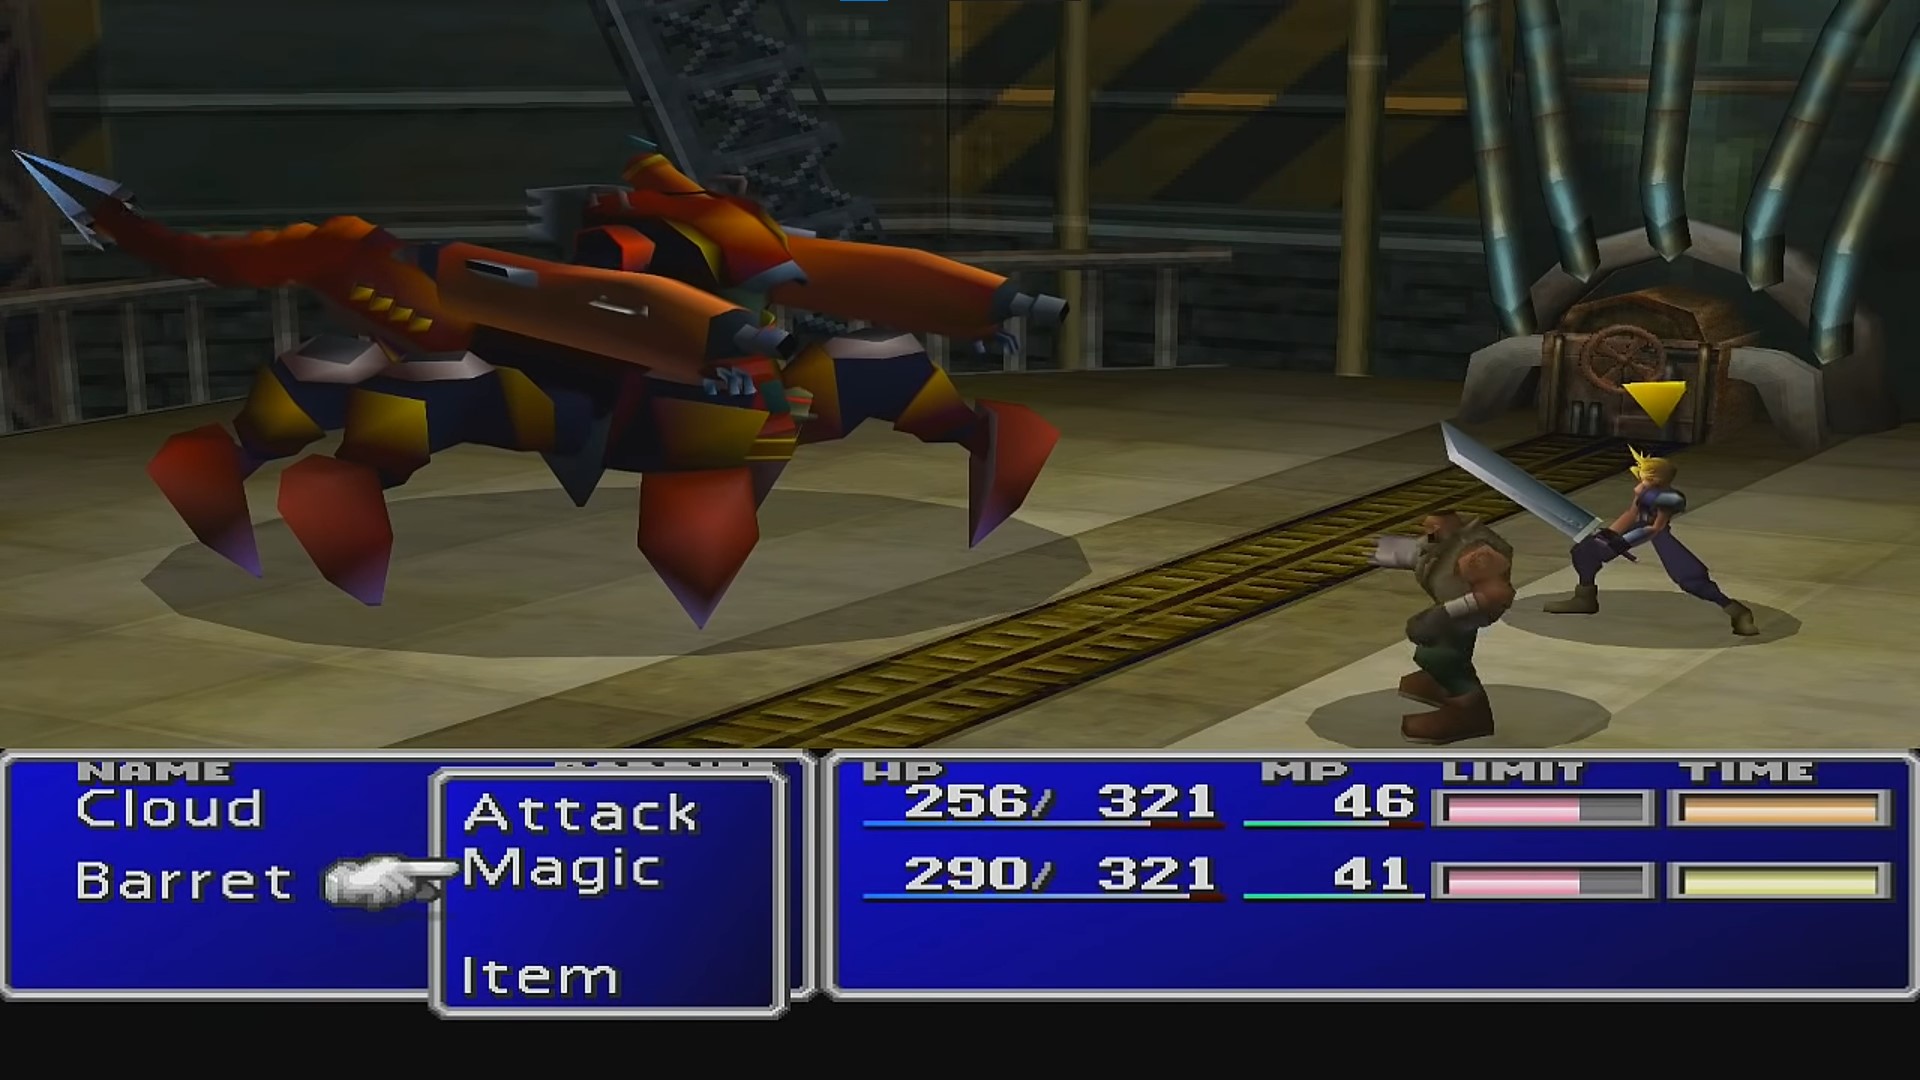 NAME
HP MP LIMIT TIME
Cloud 256/ 321 46
Barret 290/ 321 41
Attack
Magic
Item